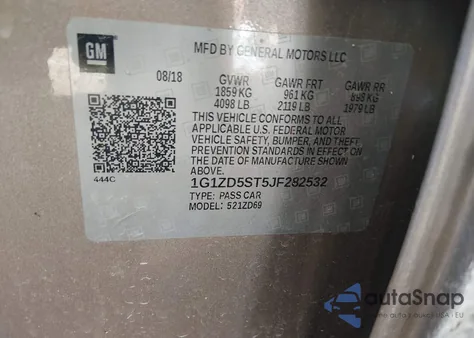 GM
MFD BY GENERAL MOTORS LLC
08/18 GVWR GAWR FRT GAWR RR
1859 KG 961 KG 898 KG
4098 LB 2119 LB 1979 LB
THIS VEHICLE CONFORMS TO ALL
APPLICABLE U.S. FEDERAL MOTOR
VEHICLE SAFETY, BUMPER, AND THEFT
PREVENTION STANDARDS IN EFFECT ON
THE DATE OF MANUFACTURE SHOWN
ABOVE.
444C
1G1ZD5ST5JF282532
TYPE: PASS CAR
MODEL: 521ZD69
autoSnap